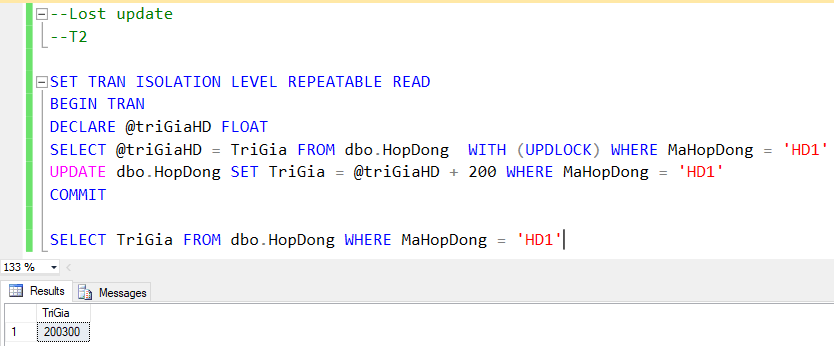 --Lost update
--T2
SET TRAN ISOLATION LEVEL REPEATABLE READ
BEGIN TRAN
DECLARE @triGiaHD FLOAT
SELECT @triGiaHD = TriGia FROM dbo.HopDong  WITH (UPDLOCK) WHERE MaHopDong = 'HD1'
UPDATE dbo.HopDong SET TriGia = @triGiaHD + 200 WHERE MaHopDong = 'HD1'
COMMIT
SELECT TriGia FROM dbo.HopDong WHERE MaHopDong = 'HD1'
133 %
Results Messages
TriGia
1 200300